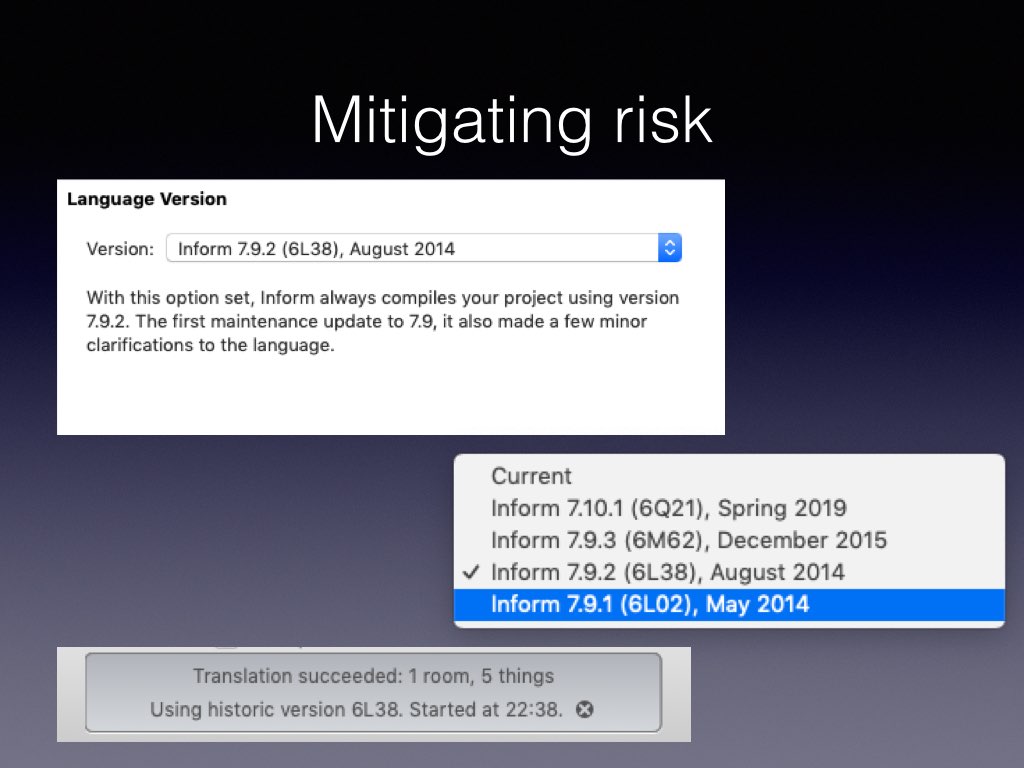 Mitigating risk
Language Version
Version: Inform 7.9.2 (6L38), August 2014
With this option set, Inform always compiles your project using version
7.9.2. The first maintenance update to 7.9, it also made a few minor
clarifications to the language.
Current
Inform 7.10.1 (6Q21), Spring 2019
Inform 7.9.3 (6M62), December 2015
✓ Inform 7.9.2 (6L38), August 2014
Inform 7.9.1 (6L02), May 2014
Translation succeeded: 1 room, 5 things
Using historic version 6L38. Started at 22:38.